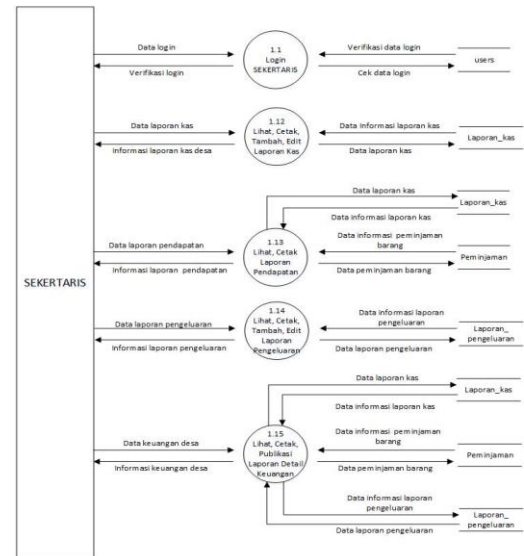 SEKERTARIS
Data login
Verifikasi login
1.1
Login
SEKERTARIS
Verifikasi data login
Cek data login
users
Data laporan kas
Informasi laporan kas desa
1.12
Lihat, Cetak,
Tambah, Edit
Laporan Kas
Data informasi laporan kas
Data laporan kas
Laporan_kas
Data laporan pendapatan
Informasi laporan pendapatan
1.13
Lihat, Cetak
Laporan
Pendapatan
Data laporan kas
Data informasi laporan kas
Laporan_kas
Data informasi peminjaman
barang
Data peminjaman barang
Peminjaman
Data laporan pengeluaran
Informasi laporan pengeluaran
1.14
Lihat, Cetak,
Tambah, Edit
Laporan
Pengeluaran
Data informasi laporan
pengeluaran
Data laporan pengeluaran
Laporan_
pengeluaran
Data keuangan desa
Informasi keuangan desa
1.15
Lihat, Cetak,
Publikasi
Laporan Detail
Keuangan
Data laporan kas
Data informasi laporan kas
Laporan_kas
Data informasi peminjaman
barang
Data peminjaman barang
Peminjaman
Data informasi laporan
pengeluaran
Data laporan pengeluaran
Laporan_
pengeluaran